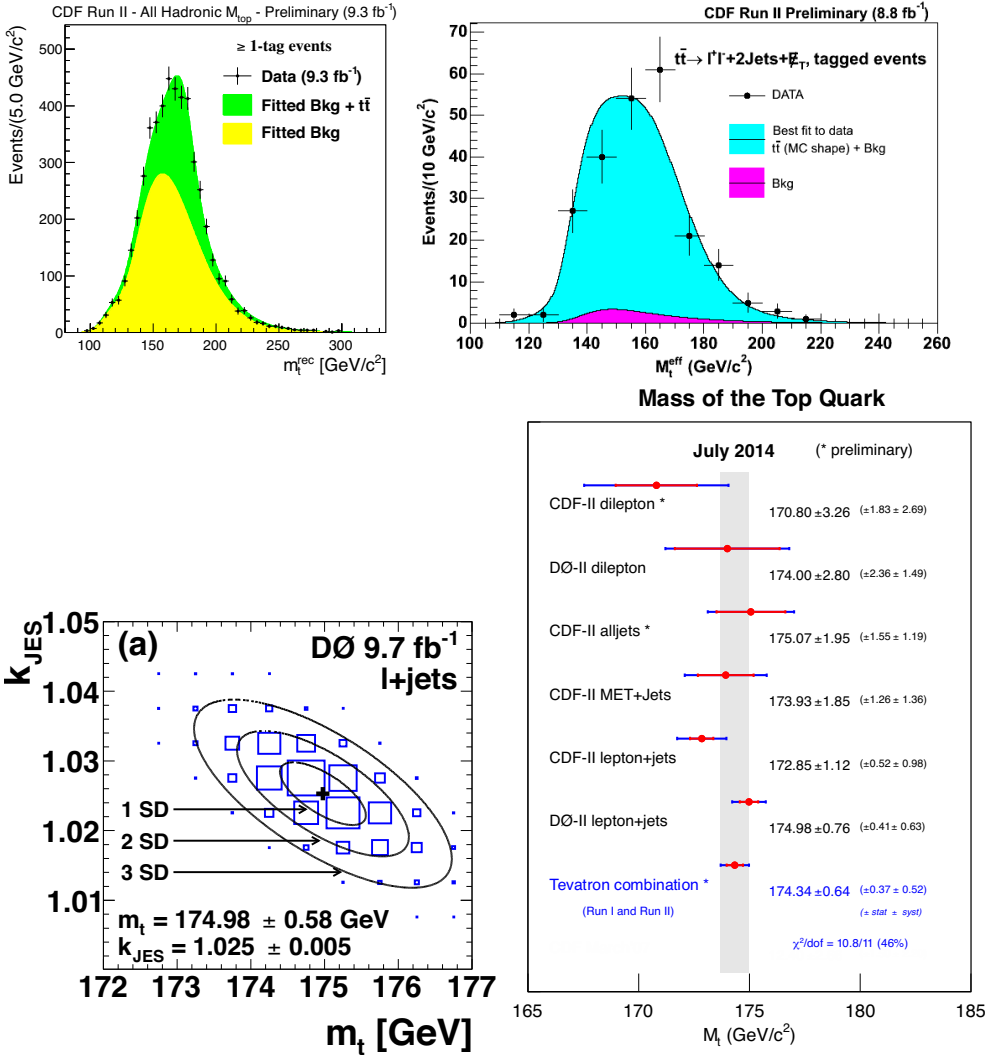 CDF Run II - All Hadronic Mtop - Preliminary (9.3 fb-1)
Events/(5.0 GeV/c2)
500
400
300
200
100
0
≥ 1-tag events
Data (9.3 fb-1)
Fitted Bkg + tt̄
Fitted Bkg
100 150 200 250 300
mtrec [GeV/c2]
CDF Run II Preliminary (8.8 fb-1)
Events/(10 GeV/c2)
70
60
50
40
30
20
10
0
tt̄→ l+l-+2Jets+E̸T, tagged events
DATA
Best fit to data
tt̄ (MC shape) + Bkg
Bkg
100 120 140 160 180 200 220 240 260
Mteff (GeV/c2)
kJES
1.05
1.04
1.03
1.02
1.01
(a)
DØ 9.7 fb-1
l+jets
1 SD
2 SD
3 SD
mt = 174.98 ± 0.58 GeV
kJES = 1.025 ± 0.005
172 173 174 175 176 177
mt [GeV]
Mass of the Top Quark
July 2014 (* preliminary)
CDF-II dilepton * 170.80 ±3.26 (±1.83 ± 2.69)
DØ-II dilepton 174.00 ±2.80 (±2.36 ± 1.49)
CDF-II alljets * 175.07 ±1.95 (±1.55 ± 1.19)
CDF-II MET+Jets 173.93 ±1.85 (±1.26 ± 1.36)
CDF-II lepton+jets 172.85 ±1.12 (±0.52 ± 0.98)
DØ-II lepton+jets 174.98 ±0.76 (±0.41± 0.63)
Tevatron combination * 174.34 ±0.64 (±0.37 ± 0.52)
(Run I and Run II) (± stat ± syst)
χ2/dof = 10.8/11 (46%)
165 170 175 180 185
Mt (GeV/c2)